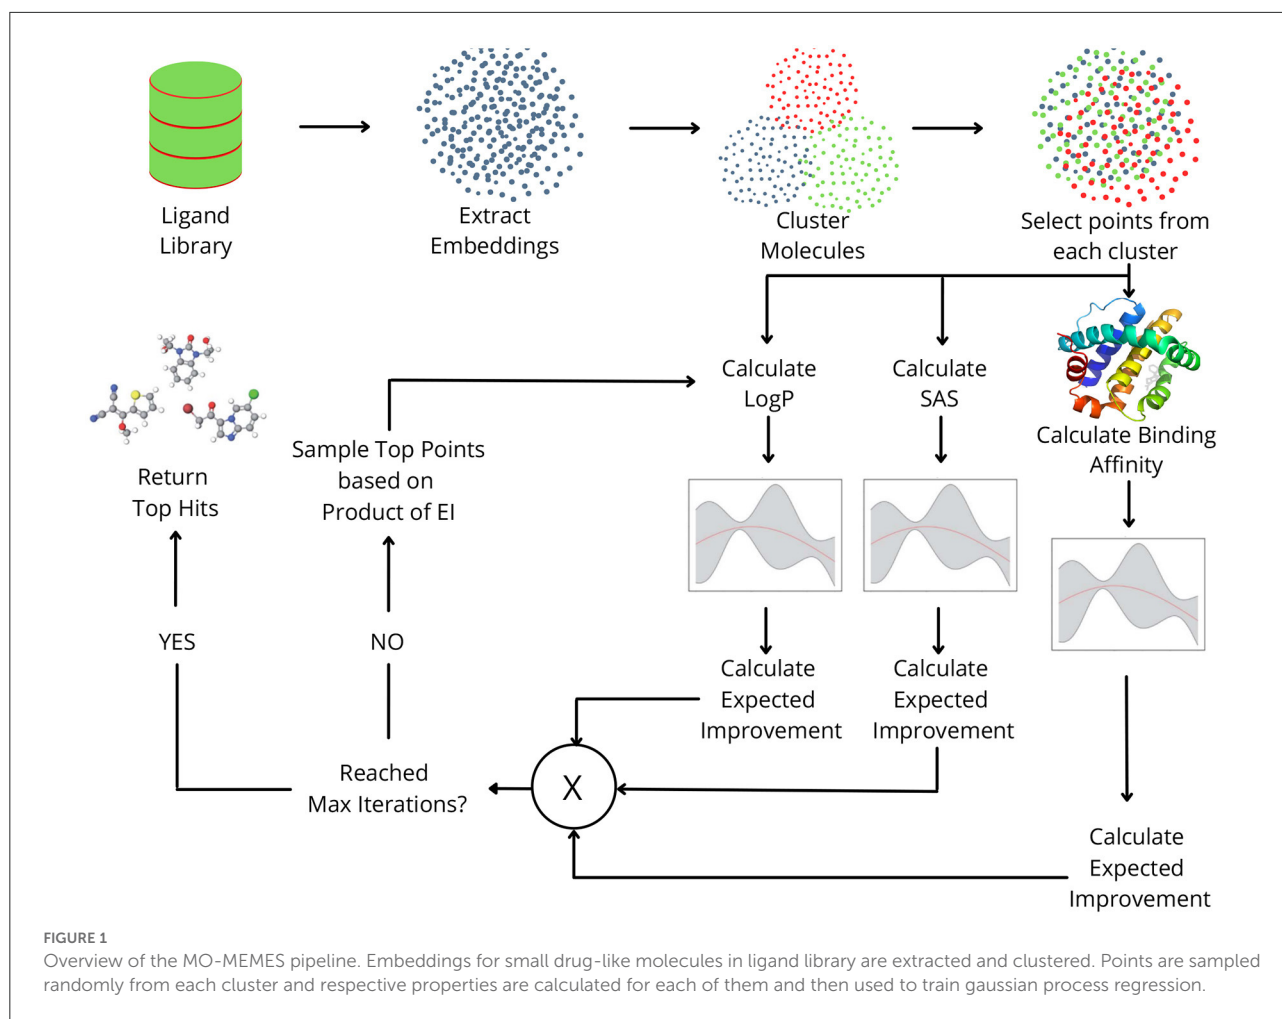 Ligand
Library
Extract
Embeddings
Cluster
Molecules
Select points from
each cluster
Calculate
LogP
Calculate
SAS
Calculate Binding
Affinity
Return
Top Hits
Sample Top Points
based on
Product of EI
YES
NO
Calculate
Expected
Improvement
Calculate
Expected
Improvement
Reached
Max Iterations?
X
Calculate
Expected
Improvement
FIGURE 1
Overview of the MO-MEMES pipeline. Embeddings for small drug-like molecules in ligand library are extracted and clustered. Points are sampled
randomly from each cluster and respective properties are calculated for each of them and then used to train gaussian process regression.